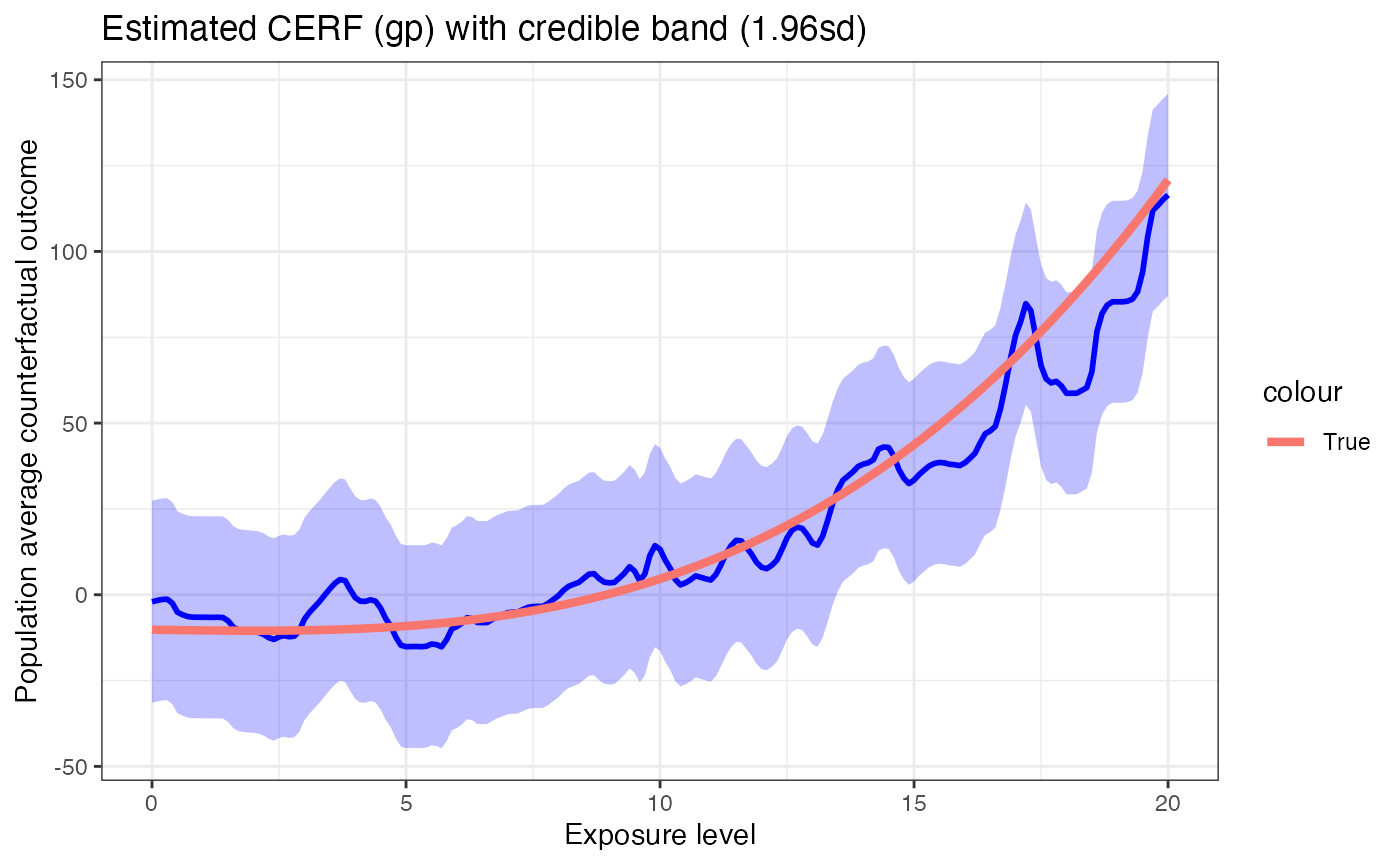 Estimated CERF (gp) with credible band (1.96sd)
Population average counterfactual outcome
150
100
50
0
-50
0 5 10 15 20
Exposure level
colour
True